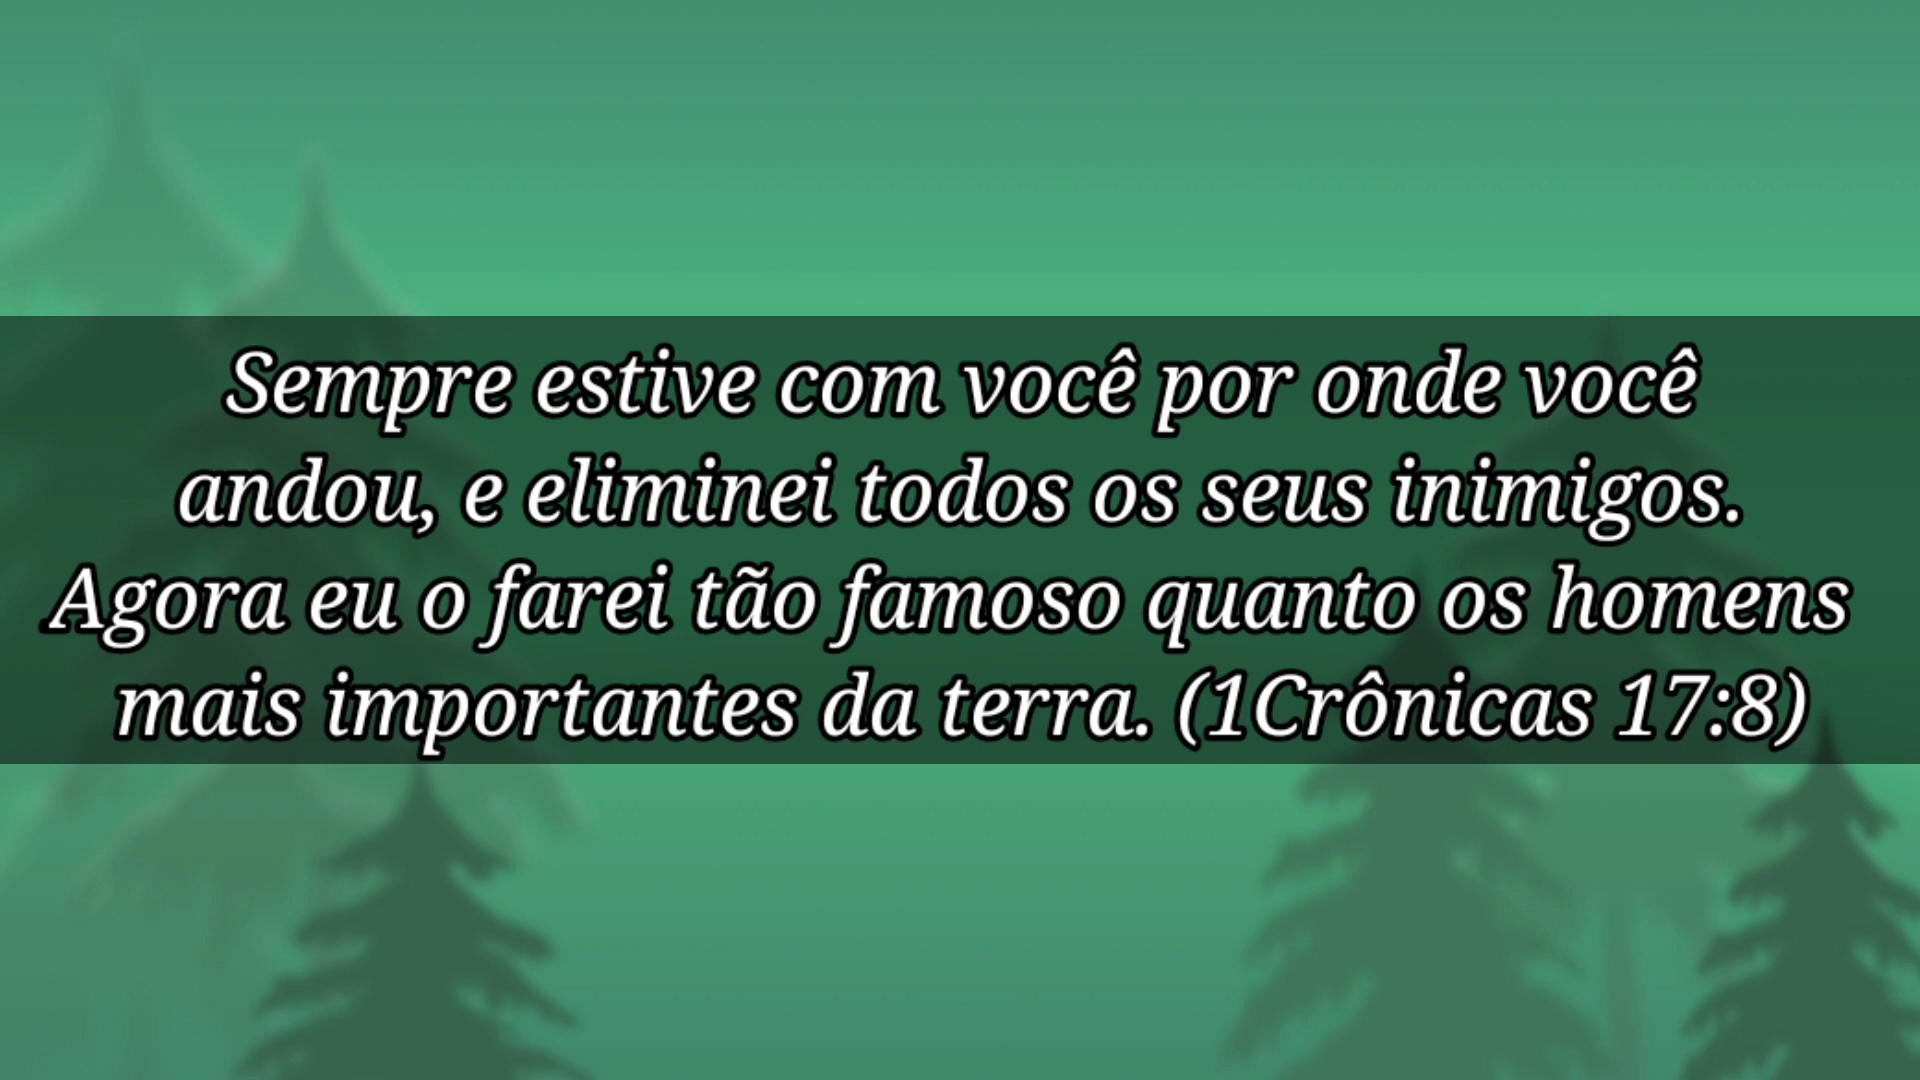 Sempre estive com você por onde você
andou, e eliminei todos os seus inimigos.
Agora eu o farei tão famoso quanto os homens
mais importantes da terra. (1Crônicas 17:8)